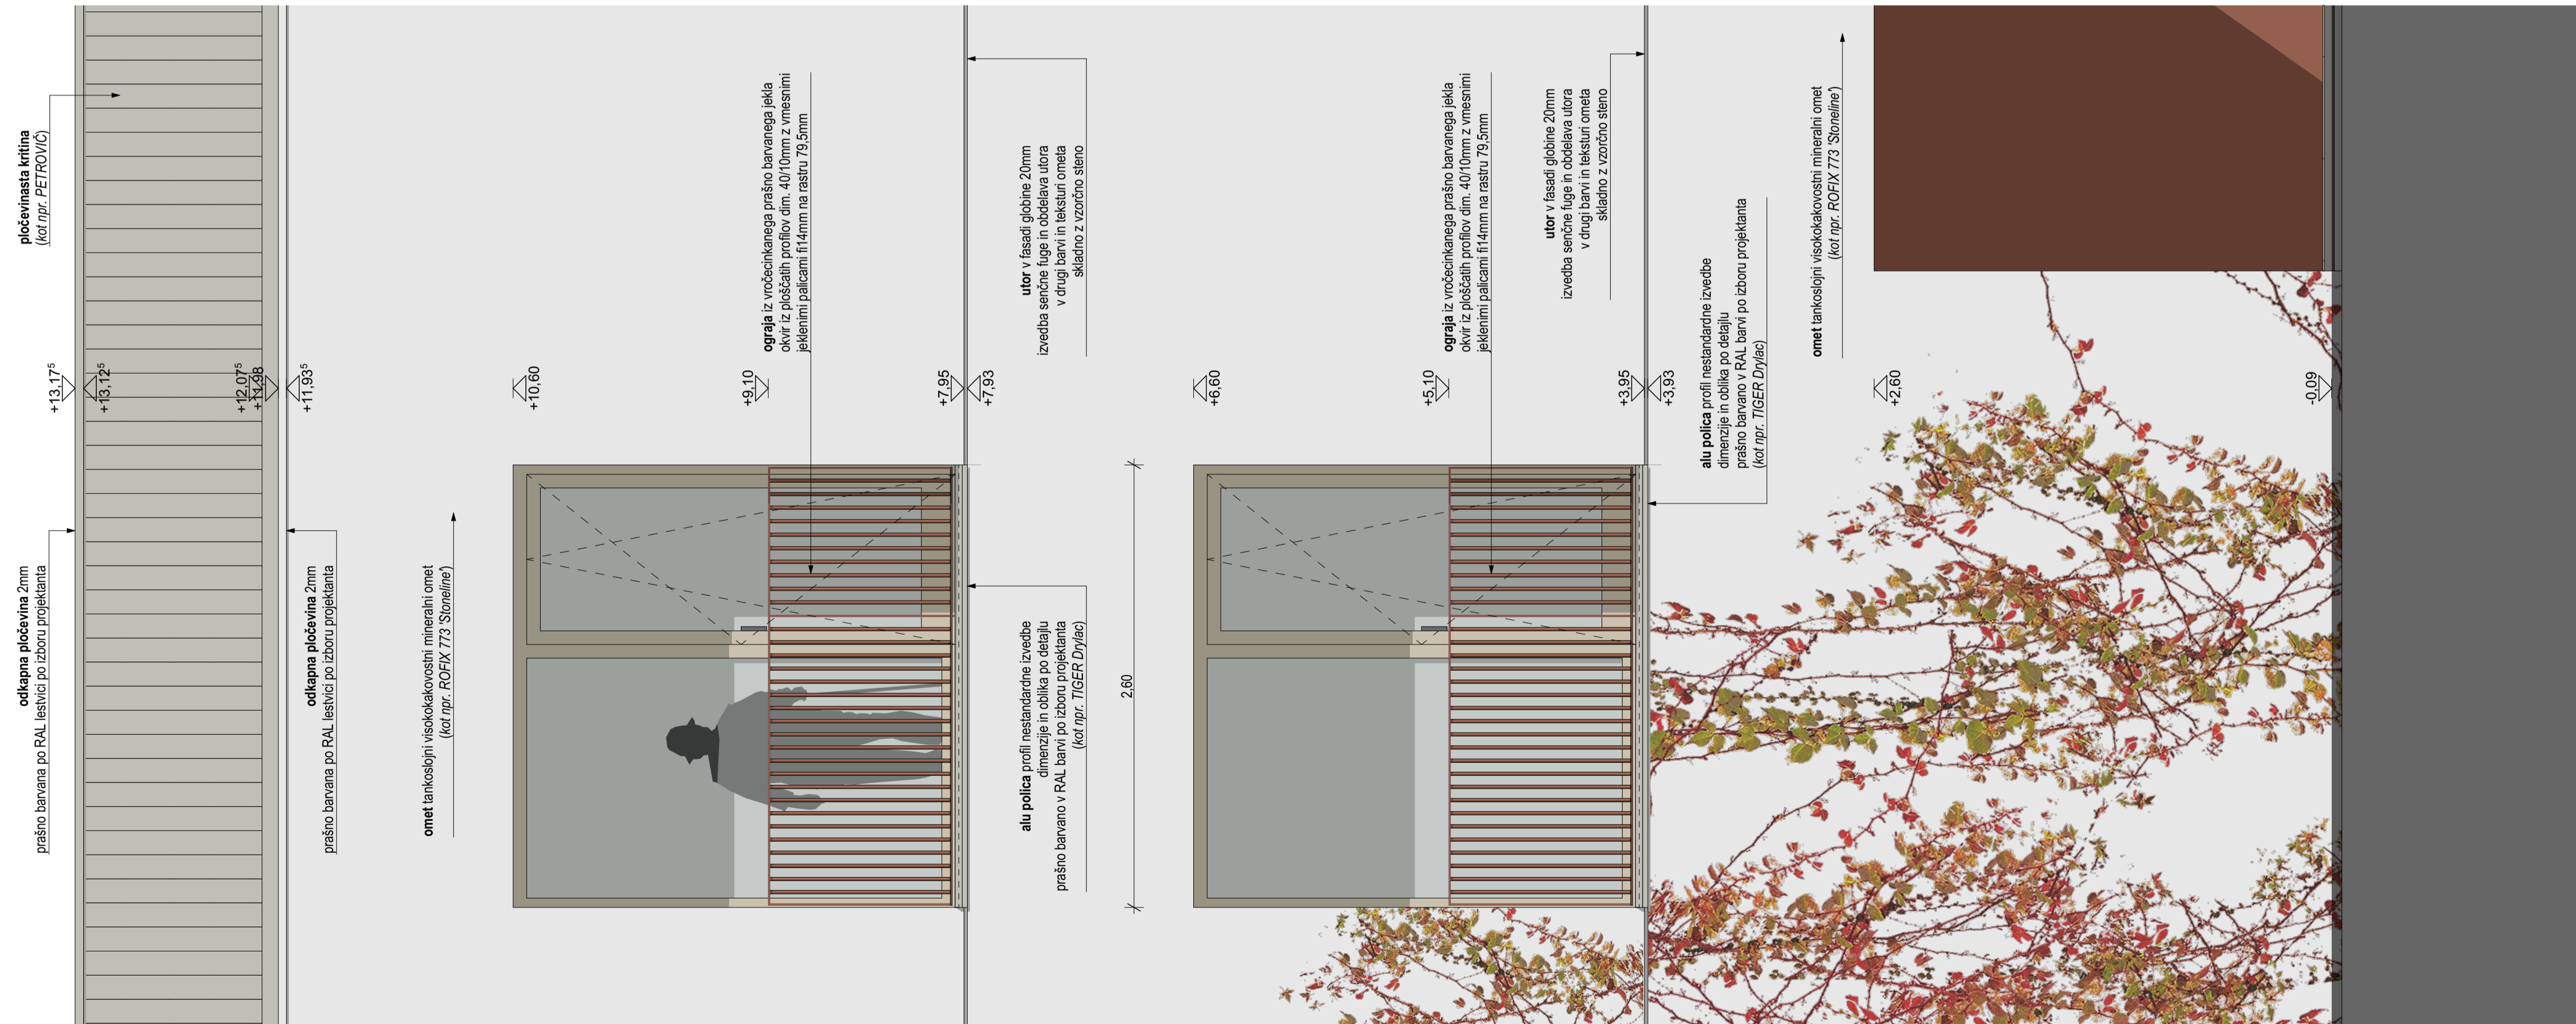 pločevinasta kritina
(kot npr. PETROVIČ)
odkapna pločevina 2mm
prašno barvana po RAL lestvici po izboru projektanta
+13,17⁵
+13,12⁵
+12,07⁵
+11,98
+11,93⁵
odkapna pločevina 2mm
prašno barvana po RAL lestvici po izboru projektanta
omet tankoslojni visokokakovostni mineralni omet
(kot npr. ROFIX 773 'Stoneline')
+10,60
+9,10
+7,95
+7,93
ograja iz vročecinkanega prašno barvanega jekla
okvir iz ploščatih profilov dim. 40/10mm z vmesnimi
jeklenimi palicami fi14mm na rastru 79,5mm
utor v fasadi globine 20mm
izvedba senčne fuge in obdelava utora
v drugi barvi in teksturi ometa
skladno z vzorčno steno
alu polica profil nestandardne izvedbe
dimenzije in oblika po detajlu
prašno barvano v RAL barvi po izboru projektanta
(kot npr. TIGER Drylac)
2,60
+6,60
+5,10
+3,95
+3,93
ograja iz vročecinkanega prašno barvanega jekla
okvir iz ploščatih profilov dim. 40/10mm z vmesnimi
jeklenimi palicami fi14mm na rastru 79,5mm
utor v fasadi globine 20mm
izvedba senčne fuge in obdelava utora
v drugi barvi in teksturi ometa
skladno z vzorčno steno
alu polica profil nestandardne izvedbe
dimenzije in oblika po detajlu
prašno barvano v RAL barvi po izboru projektanta
(kot npr. TIGER Drylac)
omet tankoslojni visokokakovostni mineralni omet
(kot npr. ROFIX 773 'Stoneline')
+2,60
-0,09